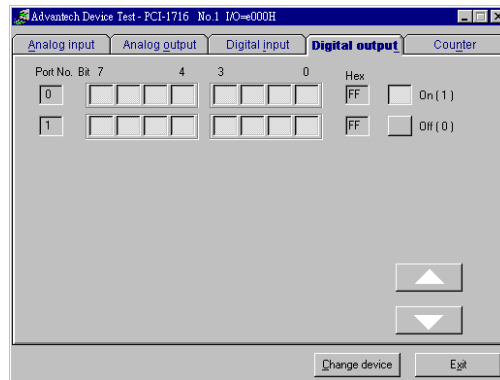 Advantech Device Test - PCI-1716 No.1 I/O=e000H
Analog input Analog output Digital input Digital output Counter
Port No. Bit 7 4 3 0 Hex
0 FF On ( 1 )
1 FF Off ( 0 )
Change device Exit